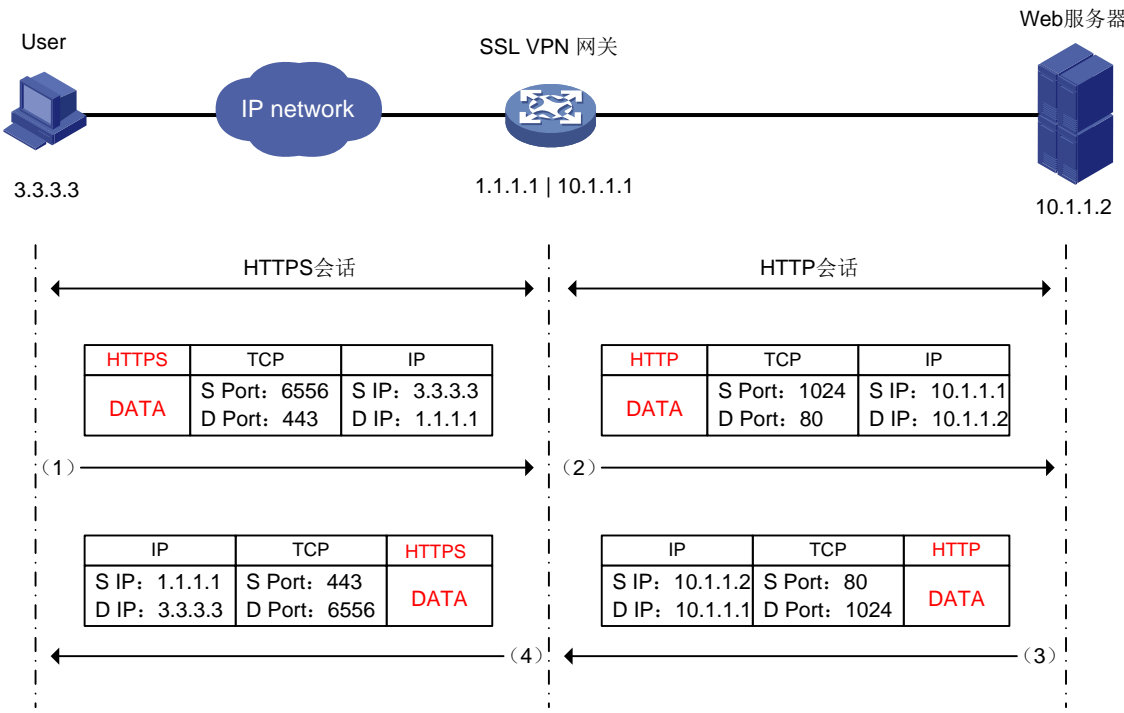 Web服务器
User
SSL VPN 网关
IP network
3.3.3.3
1.1.1.1 | 10.1.1.1
10.1.1.2
HTTPS会话
HTTP会话
HTTPS TCP IP
DATA
S Port：6556
D Port：443
S IP：3.3.3.3
D IP：1.1.1.1
HTTP TCP IP
DATA
S Port：1024
D Port：80
S IP：10.1.1.1
D IP：10.1.1.2
（1）
（2）
IP TCP HTTPS
S IP：1.1.1.1
D IP：3.3.3.3
S Port：443
D Port：6556
DATA
IP TCP HTTP
S IP：10.1.1.2
D IP：10.1.1.1
S Port：80
D Port：1024
DATA
（4）
（3）